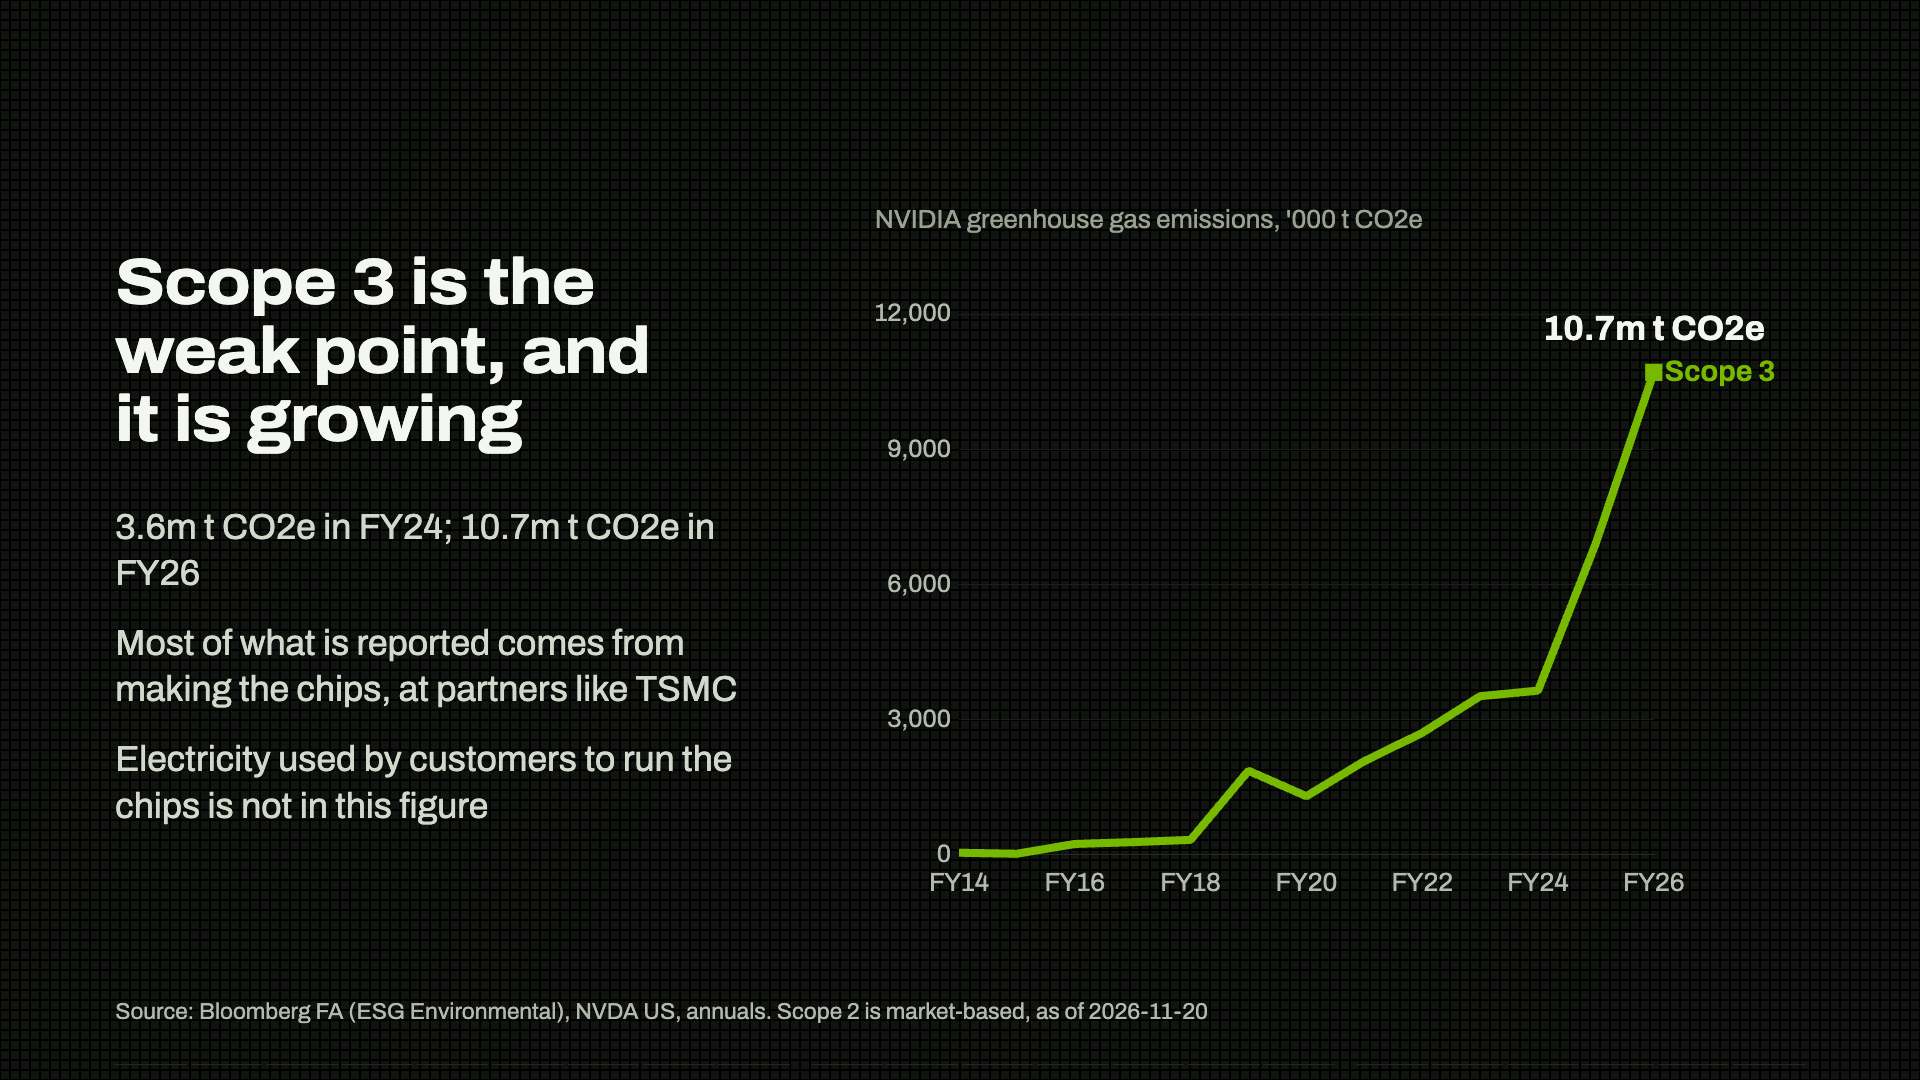 Scope 3 is the
weak point, and
it is growing
3.6m t CO2e in FY24; 10.7m t CO2e in
FY26
Most of what is reported comes from
making the chips, at partners like TSMC
Electricity used by customers to run the
chips is not in this figure
NVIDIA greenhouse gas emissions, '000 t CO2e
12,000
10.7m t CO2e
Scope 3
9,000
6,000
3,000
0
FY14 FY16 FY18 FY20 FY22 FY24 FY26
Source: Bloomberg FA (ESG Environmental), NVDA US, annuals. Scope 2 is market-based, as of 2026-11-20